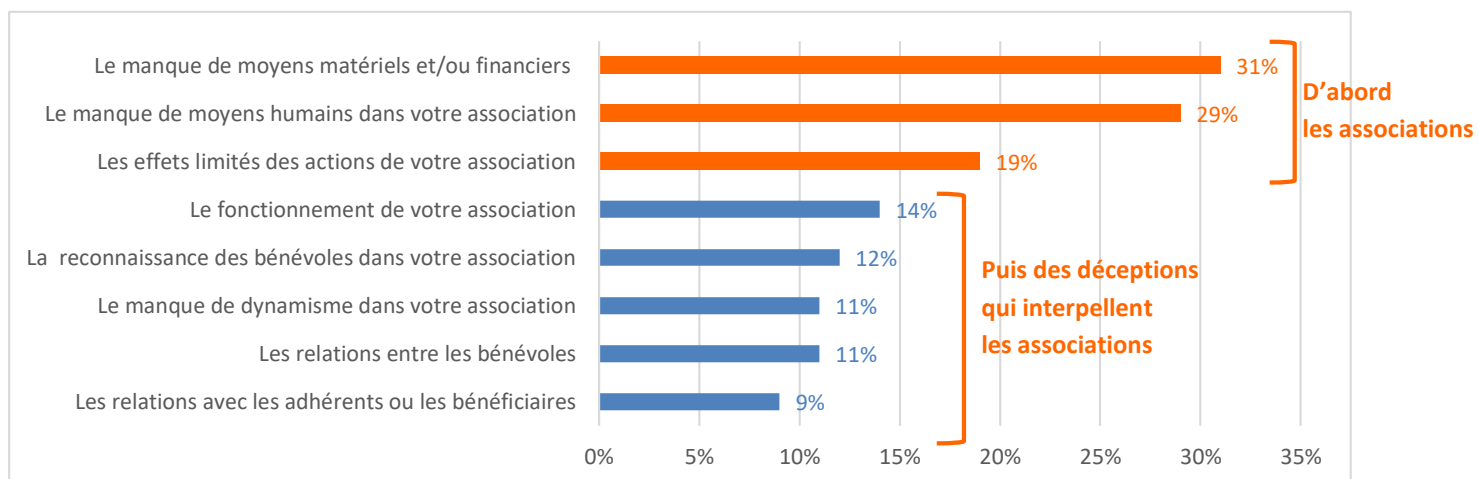 Le manque de moyens matériels et/ou financiers 31%
Le manque de moyens humains dans votre association 29%
Les effets limités des actions de votre association 19%
D'abord
les associations
Le fonctionnement de votre association 14%
La  reconnaissance des bénévoles dans votre association 12%
Le manque de dynamisme dans votre association 11%
Les relations entre les bénévoles 11%
Les relations avec les adhérents ou les bénéficiaires 9%
Puis des déceptions
qui interpellent
les associations
0% 5% 10% 15% 20% 25% 30% 35%